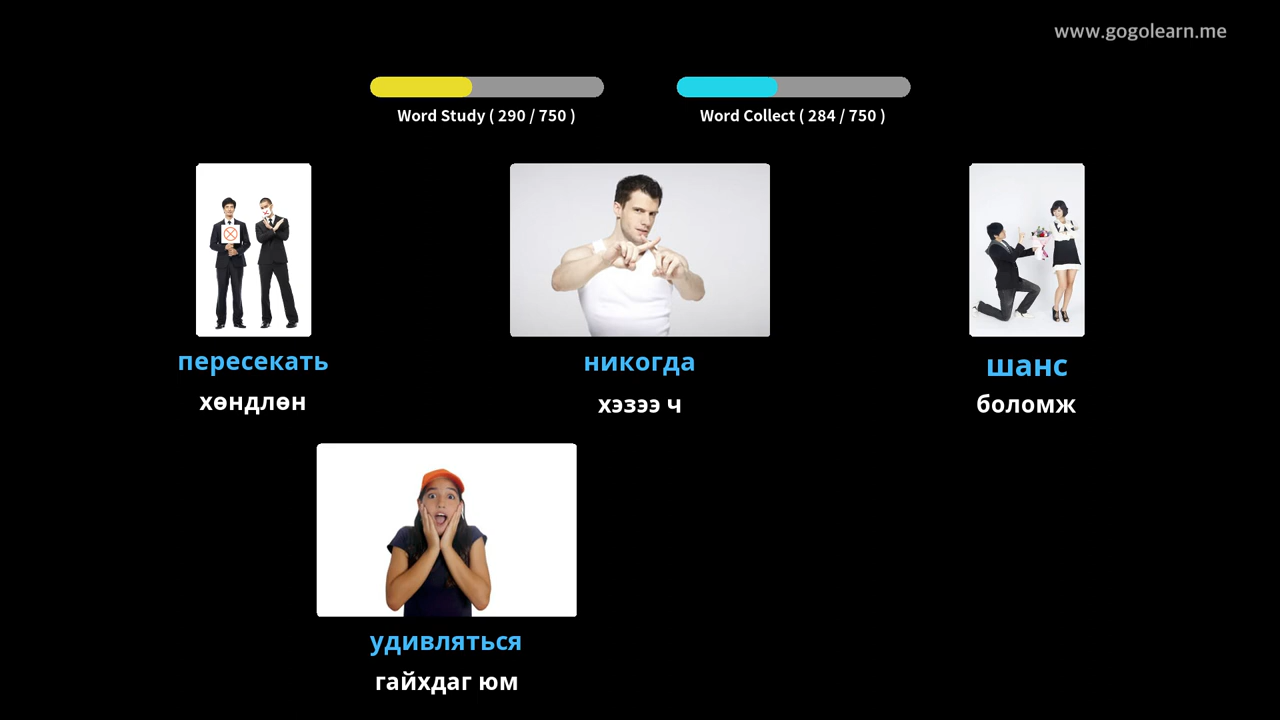 www.gogolearn.me
Word Study ( 290 / 750 )
Word Collect ( 284 / 750 )
пересекать
хөндлөн
никогда
хэзээ ч
шанс
боломж
удивляться
гайхдаг юм